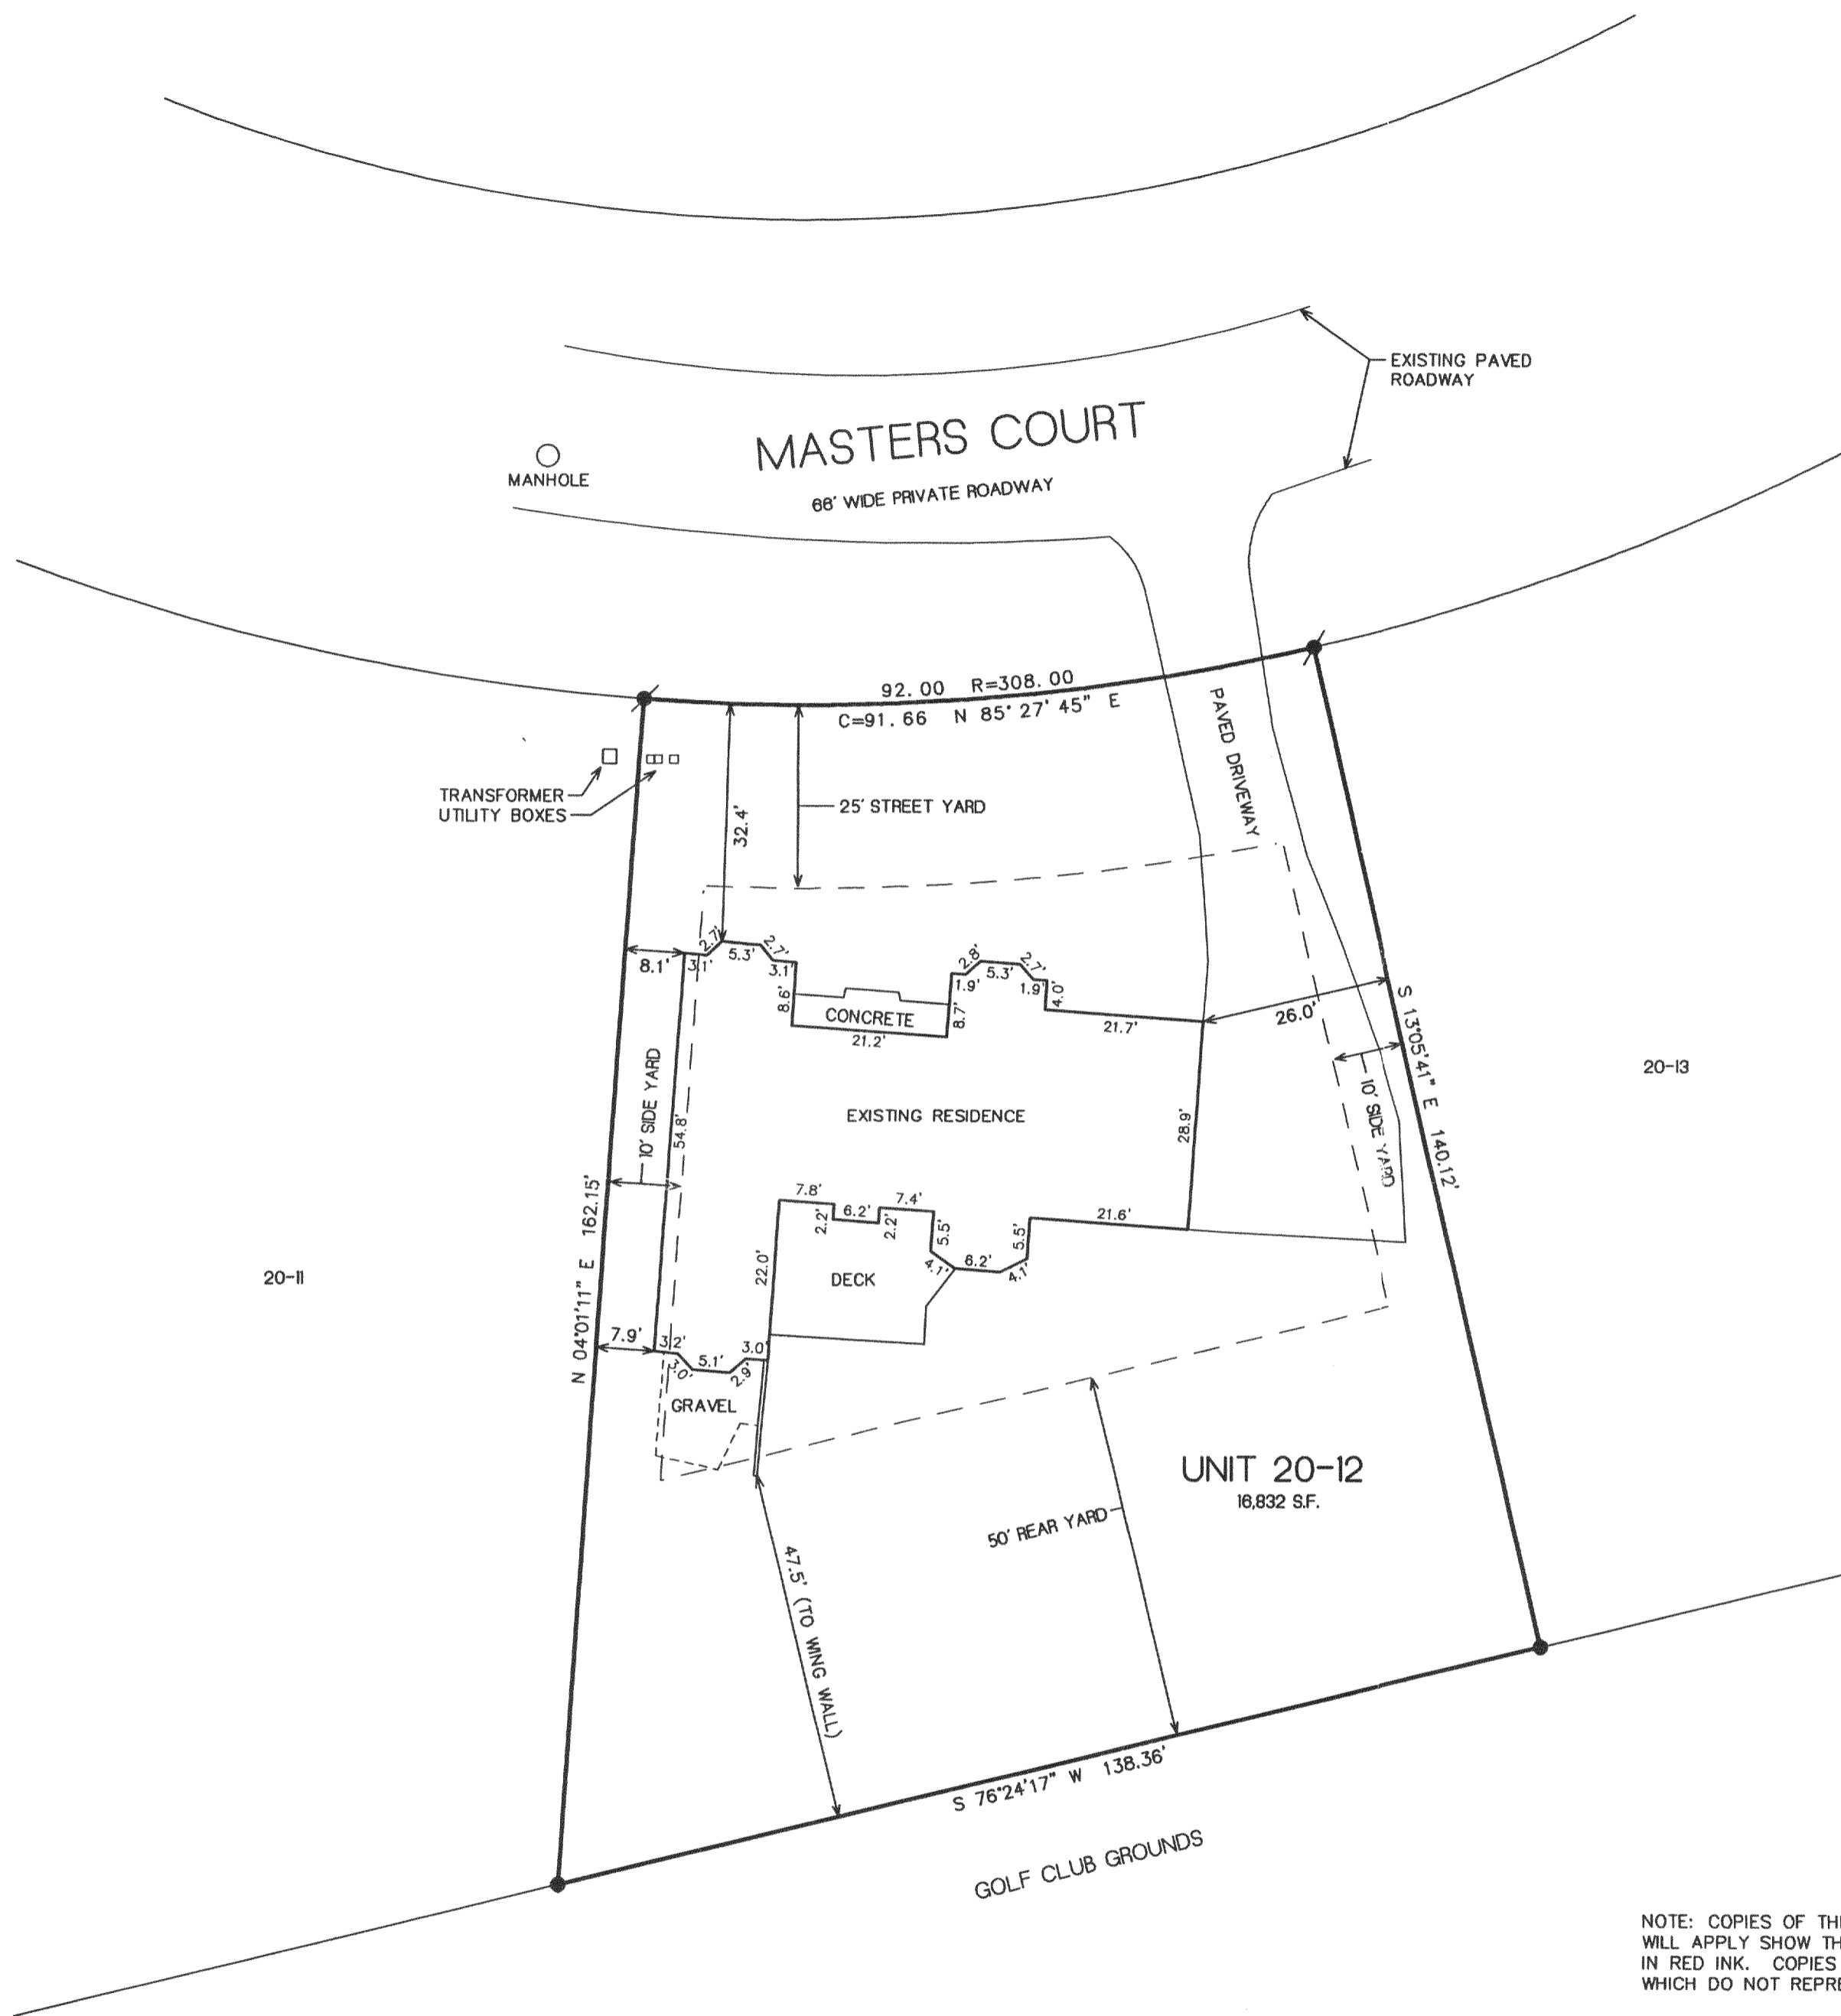 EXISTING PAVED
ROADWAY
MASTERS COURT
66' WIDE PRIVATE ROADWAY
MANHOLE
92.00 R=308.00
C=91.66 N 85° 27' 45" E
PAVED DRIVEWAY
TRANSFORMER
UTILITY BOXES
25' STREET YARD
32.4'
8.1'
3.1'
2.7'
5.3'
2.7'
3.1'
8.6'
CONCRETE
21.2'
8.7'
1.9'
2.8'
5.3'
2.7'
1.9'
4.0'
21.7'
26.0'
S 13°05'41" E 140.12'
10' SIDE YARD
20-13
10' SIDE YARD
54.8'
EXISTING RESIDENCE
28.9'
N 04°01'11" E 162.15'
20-11
7.8'
2.2'
6.2'
2.2'
7.4'
5.5'
4.1'
6.2'
4.1'
5.5'
21.6'
22.0'
DECK
7.9'
3.2'
3.0'
5.1'
2.9'
3.0'
GRAVEL
UNIT 20-12
16,832 S.F.
50' REAR YARD
47.5' (TO WING WALL)
S 76°24'17" W 138.36'
GOLF CLUB GROUNDS
NOTE: COPIES OF TH
WILL APPLY SHOW TH
IN RED INK. COPIES
WHICH DO NOT REPRE